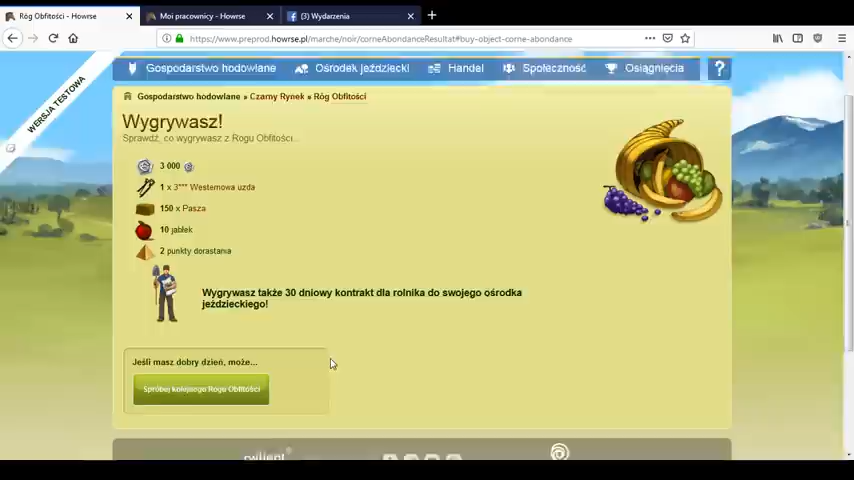 Róg Obfitości - Howrse
Moi pracownicy - Howrse
(3) Wydarzenia
https://www.preprod.howrse.pl/marche/noir/corneAbondanceResultat#buy-object-corne-abondance
Gospodarstwo hodowlane
Ośrodek jeździecki
Handel
Społeczność
Osiągnięcia
?
WERSJA TESTOWA
Gospodarstwo hodowlane » Czarny Rynek » Róg Obfitości
Wygrywasz!
Sprawdź, co wygrywasz z Rogu Obfitości...
3 000
1 x 3*** Westernowa uzda
150 x Pasza
10 jabłek
2 punkty dorastania
Wygrywasz także 30 dniowy kontrakt dla rolnika do swojego ośrodka
jeździeckiego!
Jeśli masz dobry dzień, może...
Spróbuj kolejnego Rogu Obfitości